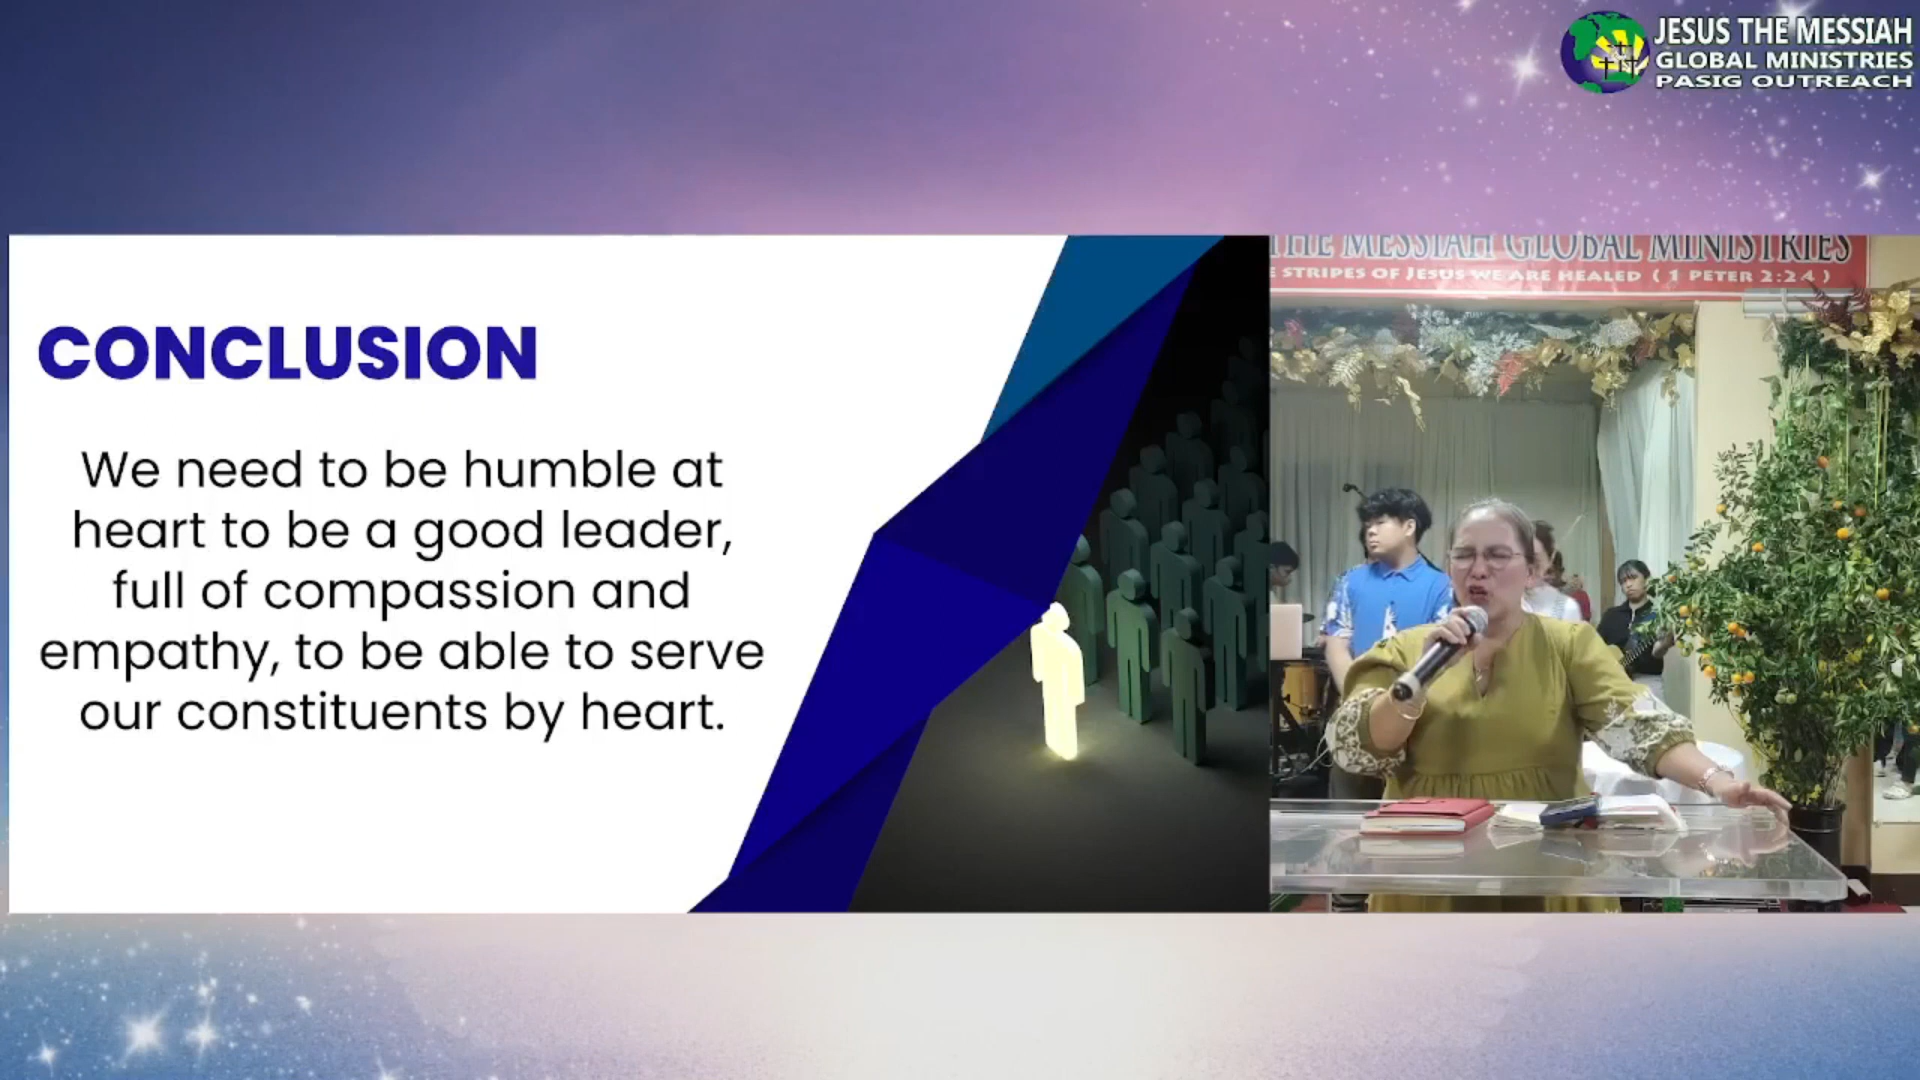 JESUS THE MESSIAH
GLOBAL MINISTRIES
PASIG OUTREACH
THE MESSIAH GLOBAL MINISTRIES
STRIPES OF JESUS WE ARE HEALED ( 1 PETER 2:24 )
CONCLUSION
We need to be humble at
heart to be a good leader,
full of compassion and
empathy, to be able to serve
our constituents by heart.